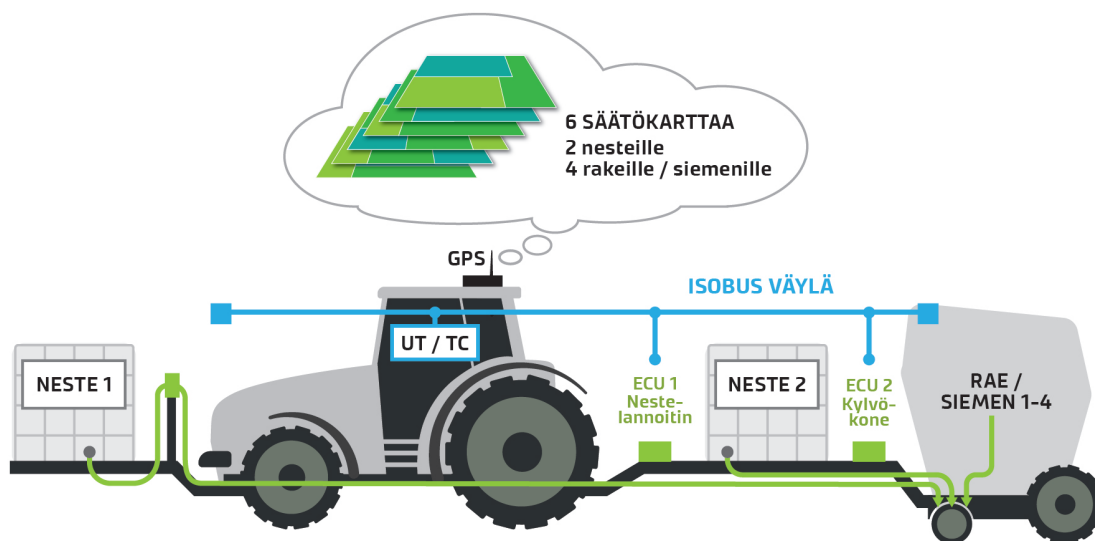 6 SÄÄTÖKARTTAA
2 nesteille
4 rakeille / siemenille
GPS
ISOBUS VÄYLÄ
UT / TC
NESTE 1
ECU 1
Neste-
lannoitin
NESTE 2
ECU 2
Kylvö-
kone
RAE /
SIEMEN 1-4